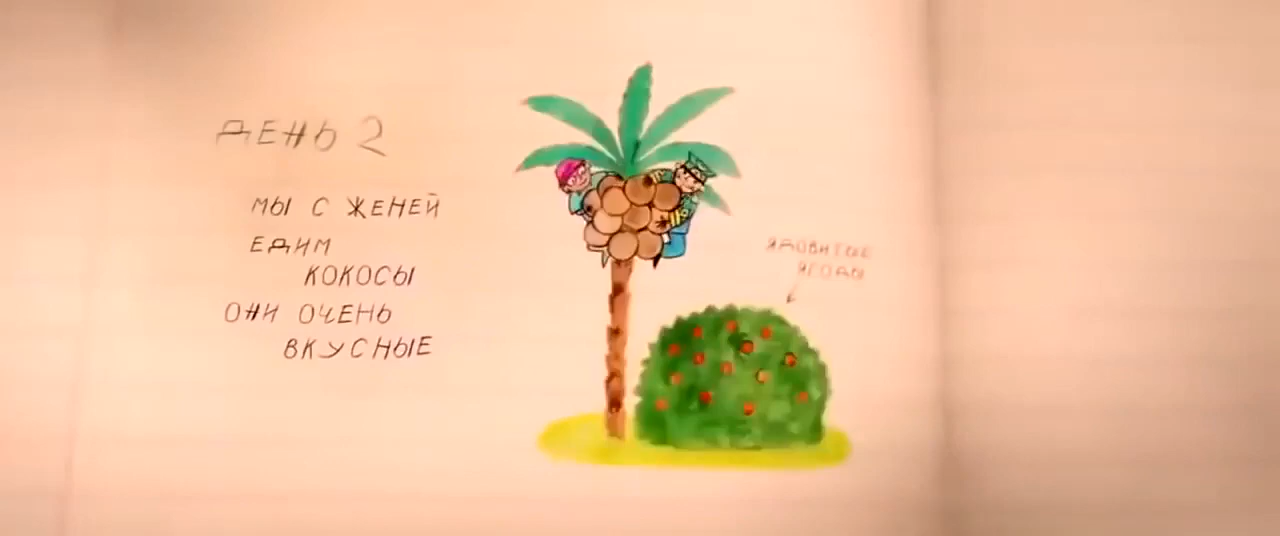 ДЕНЬ 2
МЫ С ЖЕНЕЙ
ЕДИМ
КОКОСЫ
ОНИ ОЧЕНЬ
ВКУСНЫЕ
ЯДОВИТЫЕ
ЯГОДЫ